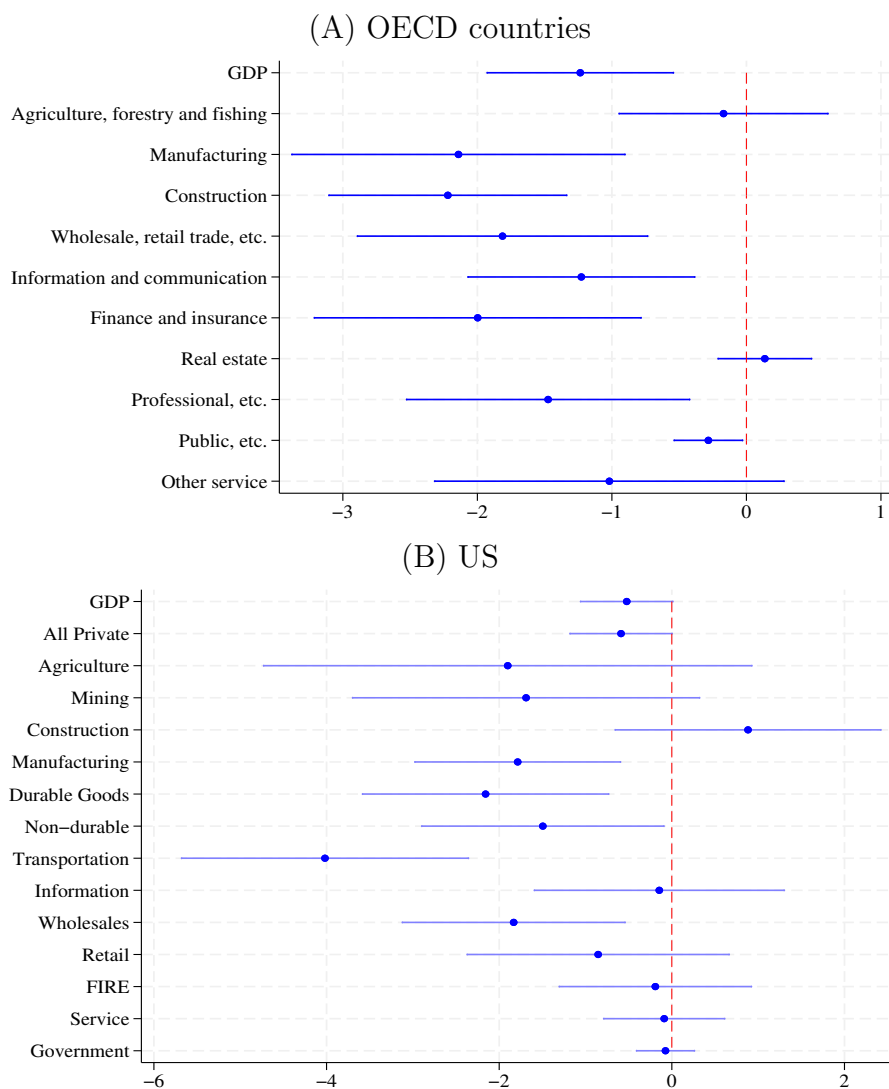 (A) OECD countries
GDP
Agriculture, forestry and fishing
Manufacturing
Construction
Wholesale, retail trade, etc.
Information and communication
Finance and insurance
Real estate
Professional, etc.
Public, etc.
Other service
−3 −2 −1 0 1
(B) US
GDP
All Private
Agriculture
Mining
Construction
Manufacturing
Durable Goods
Non−durable
Transportation
Information
Wholesales
Retail
FIRE
Service
Government
−6 −4 −2 0 2